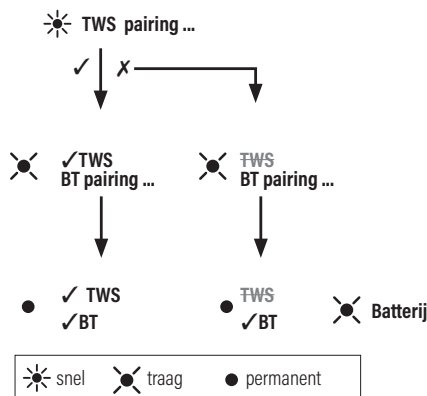 TWS pairing ...
✓ ✗
✓TWS
BT pairing ...
TWS
BT pairing ...
✓ TWS
✓BT
TWS
✓BT
Batterij
snel traag permanent